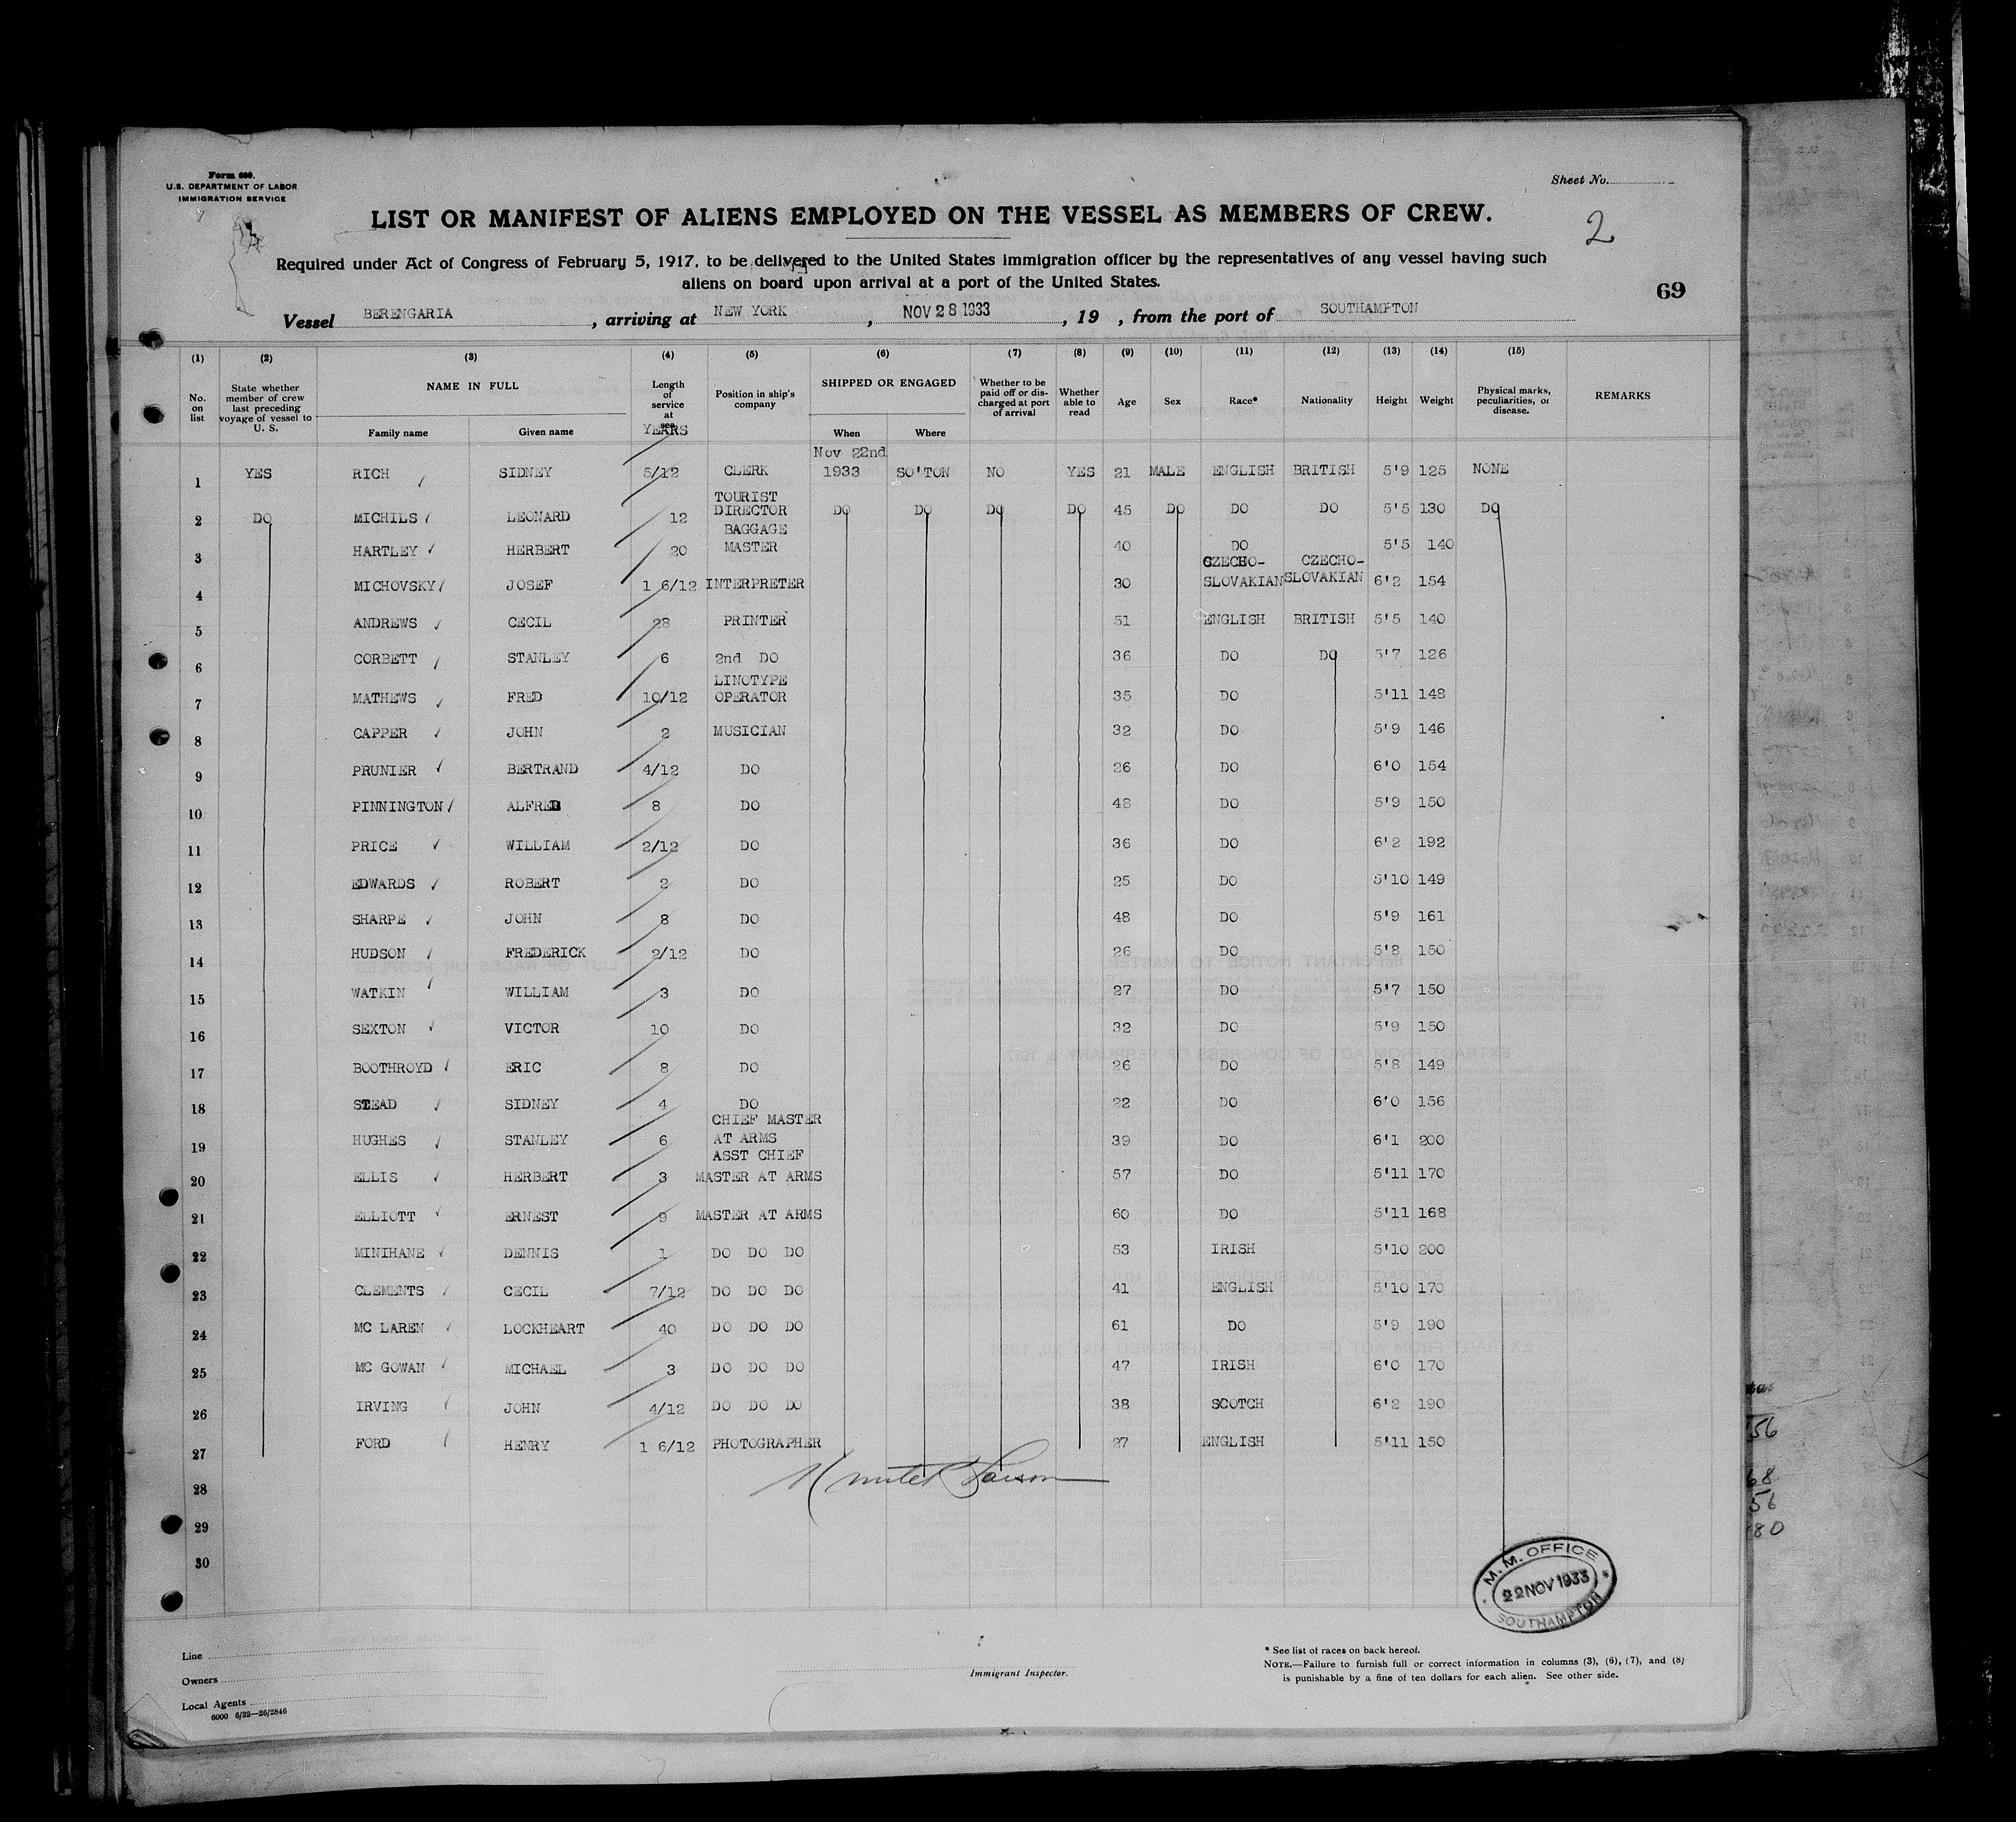 Form 680.
U.S. DEPARTMENT OF LABOR
IMMIGRATION SERVICE
Sheet No.
LIST OR MANIFEST OF ALIENS EMPLOYED ON THE VESSEL AS MEMBERS OF CREW.
2
Required under Act of Congress of February 5, 1917, to be delivered to the United States immigration officer by the representatives of any vessel having such
aliens on board upon arrival at a port of the United States.
69
Vessel BERENGARIA, arriving at NEW YORK, NOV 28 1933, 19 , from the port of SOUTHAMPTON
(1) (2) (3) (4) (5) (6) (7) (8) (9) (10) (11) (12) (13) (14) (15)
No. on list
State whether member of crew last preceding voyage of vessel to U. S.
NAME IN FULL
Family name Given name
Length of service at sea YEARS
Position in ship's company
SHIPPED OR ENGAGED
When Where
Whether to be paid off or discharged at port of arrival
Whether able to read
Age Sex Race* Nationality Height Weight
Physical marks, peculiarities, or disease.
REMARKS
1 YES RICH SIDNEY 5/12 CLERK Nov 22nd 1933 SO'TON NO YES 21 MALE ENGLISH BRITISH 5'9 125 NONE
2 DO MICHILS LEONARD 12 TOURIST DIRECTOR DO DO DO DO 45 DO DO DO 5'5 130 DO
3 HARTLEY HERBERT 20 BAGGAGE MASTER 40 DO 5'5 140
4 MICHOVSKY JOSEF 1 6/12 INTERPRETER 30 CZECHO-SLOVAKIAN CZECHO-SLOVAKIAN 6'2 154
5 ANDREWS CECIL 28 PRINTER 51 ENGLISH BRITISH 5'5 140
6 CORBETT STANLEY 6 2nd DO 36 DO DO 5'7 126
7 MATHEWS FRED 10/12 LINOTYPE OPERATOR 35 DO 5'11 148
8 CAPPER JOHN 2 MUSICIAN 32 DO 5'9 146
9 PRUNIER BERTRAND 4/12 DO 26 DO 6'0 154
10 PINNINGTON ALFRED 8 DO 48 DO 5'9 150
11 PRICE WILLIAM 2/12 DO 36 DO 6'2 192
12 EDWARDS ROBERT 2 DO 25 DO 5'10 149
13 SHARPE JOHN 8 DO 48 DO 5'9 161
14 HUDSON FREDERICK 2/12 DO 26 DO 5'8 150
15 WATKIN WILLIAM 3 DO 27 DO 5'7 150
16 SEXTON VICTOR 10 DO 32 DO 5'9 150
17 BOOTHROYD ERIC 8 DO 26 DO 5'8 149
18 STEAD SIDNEY 4 DO 22 DO 6'0 156
19 HUGHES STANLEY 6 CHIEF MASTER AT ARMS 39 DO 6'1 200
20 ELLIS HERBERT 3 ASST CHIEF MASTER AT ARMS 57 DO 5'11 170
21 ELLIOTT ERNEST 9 MASTER AT ARMS 60 DO 5'11 168
22 MINIHANE DENNIS 1 DO DO DO 53 IRISH 5'10 200
23 CLEMENTS CECIL 7/12 DO DO DO 41 ENGLISH 5'10 170
24 MC LAREN LOCKHEART 40 DO DO DO 61 DO 5'9 190
25 MC GOWAN MICHAEL 3 DO DO DO 47 IRISH 6'0 170
26 IRVING JOHN 4/12 DO DO DO 38 SCOTCH 6'2 190
27 FORD HENRY 1 6/12 PHOTOGRAPHER 27 ENGLISH 5'11 150
28
29
30
M. M. OFFICE
22 NOV 1933
SOUTHAMPTON
Line
Owners
Local Agents
6000 6/32—26/2846
Immigrant Inspector.
* See list of races on back hereof.
NOTE.—Failure to furnish full or correct information in columns (3), (6), (7), and (8)
is punishable by a fine of ten dollars for each alien. See other side.
56
68
56
80